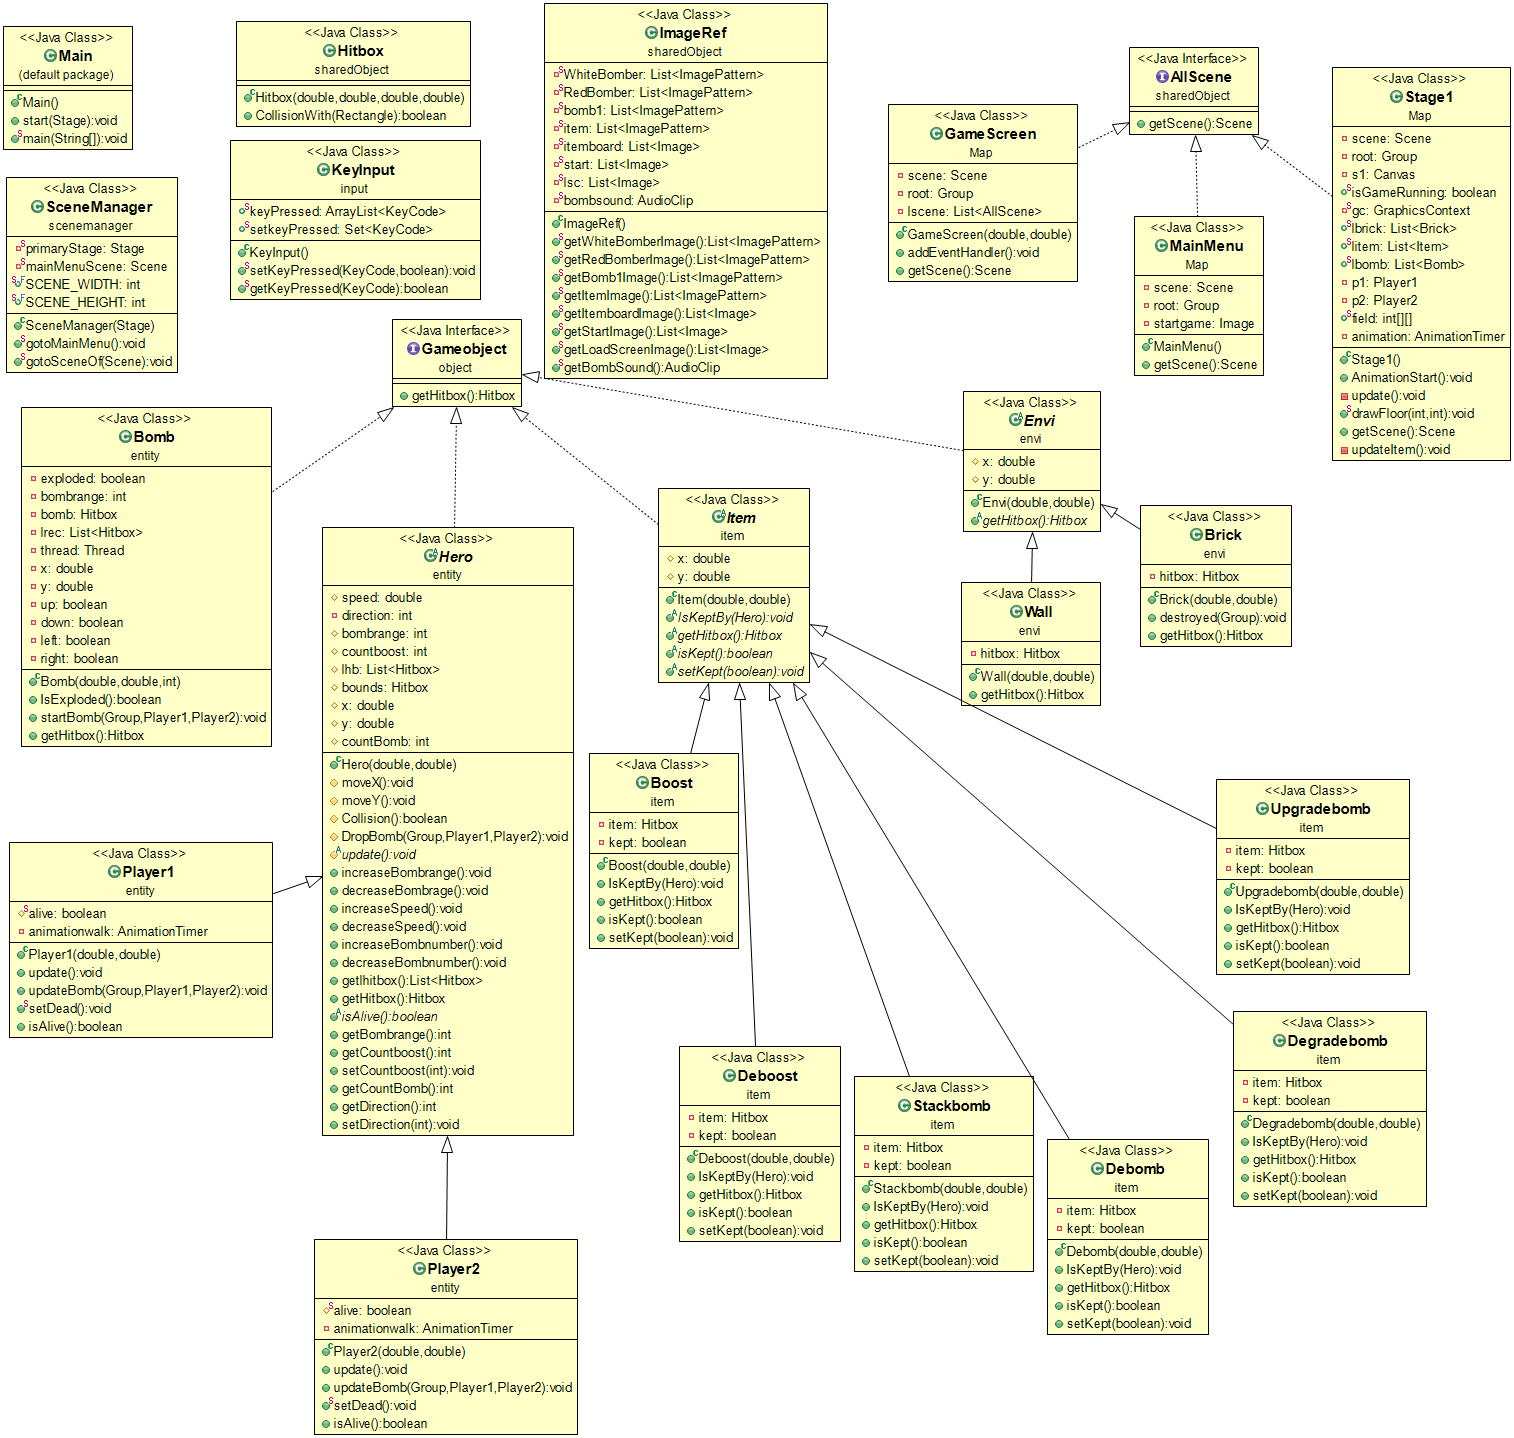 <<Java Class>>
Main
(default package)
Main()
start(Stage):void
main(String[]):void
<<Java Class>>
SceneManager
scenemanager
primaryStage: Stage
mainMenuScene: Scene
SCENE_WIDTH: int
SCENE_HEIGHT: int
SceneManager(Stage)
gotoMainMenu():void
gotoSceneOf(Scene):void
<<Java Class>>
Hitbox
sharedObject
Hitbox(double,double,double,double)
CollisionWith(Rectangle):boolean
<<Java Class>>
KeyInput
input
keyPressed: ArrayList<KeyCode>
setkeyPressed: Set<KeyCode>
KeyInput()
setKeyPressed(KeyCode,boolean):void
getKeyPressed(KeyCode):boolean
<<Java Class>>
ImageRef
sharedObject
WhiteBomber: List<ImagePattern>
RedBomber: List<ImagePattern>
bomb1: List<ImagePattern>
item: List<ImagePattern>
itemboard: List<Image>
start: List<Image>
lsc: List<Image>
bombsound: AudioClip
ImageRef()
getWhiteBomberImage():List<ImagePattern>
getRedBomberImage():List<ImagePattern>
getBomb1Image():List<ImagePattern>
getItemImage():List<ImagePattern>
getItemboardImage():List<Image>
getStartImage():List<Image>
getLoadScreenImage():List<Image>
getBombSound():AudioClip
<<Java Interface>>
AllScene
sharedObject
getScene():Scene
<<Java Class>>
GameScreen
Map
scene: Scene
root: Group
lscene: List<AllScene>
GameScreen(double,double)
addEventHandler():void
getScene():Scene
<<Java Class>>
MainMenu
Map
scene: Scene
root: Group
startgame: Image
MainMenu()
getScene():Scene
<<Java Class>>
Stage1
Map
scene: Scene
root: Group
s1: Canvas
isGameRunning: boolean
gc: GraphicsContext
lbrick: List<Brick>
litem: List<Item>
lbomb: List<Bomb>
p1: Player1
p2: Player2
field: int[][]
animation: AnimationTimer
Stage1()
AnimationStart():void
update():void
drawFloor(int,int):void
getScene():Scene
updateItem():void
<<Java Interface>>
Gameobject
object
getHitbox():Hitbox
<<Java Class>>
Bomb
entity
exploded: boolean
bombrange: int
bomb: Hitbox
lrec: List<Hitbox>
thread: Thread
x: double
y: double
up: boolean
down: boolean
left: boolean
right: boolean
Bomb(double,double,int)
IsExploded():boolean
startBomb(Group,Player1,Player2):void
getHitbox():Hitbox
<<Java Class>>
Hero
entity
speed: double
direction: int
bombrange: int
countboost: int
lhb: List<Hitbox>
bounds: Hitbox
x: double
y: double
countBomb: int
Hero(double,double)
moveX():void
moveY():void
Collision():boolean
DropBomb(Group,Player1,Player2):void
update():void
increaseBombrange():void
decreaseBombrage():void
increaseSpeed():void
decreaseSpeed():void
increaseBombnumber():void
decreaseBombnumber():void
getlhitbox():List<Hitbox>
getHitbox():Hitbox
isAlive():boolean
getBombrange():int
getCountboost():int
setCountboost(int):void
getCountBomb():int
getDirection():int
setDirection(int):void
<<Java Class>>
Item
item
x: double
y: double
Item(double,double)
IsKeptBy(Hero):void
getHitbox():Hitbox
isKept():boolean
setKept(boolean):void
<<Java Class>>
Envi
envi
x: double
y: double
Envi(double,double)
getHitbox():Hitbox
<<Java Class>>
Brick
envi
hitbox: Hitbox
Brick(double,double)
destroyed(Group):void
getHitbox():Hitbox
<<Java Class>>
Wall
envi
hitbox: Hitbox
Wall(double,double)
getHitbox():Hitbox
<<Java Class>>
Boost
item
item: Hitbox
kept: boolean
Boost(double,double)
IsKeptBy(Hero):void
getHitbox():Hitbox
isKept():boolean
setKept(boolean):void
<<Java Class>>
Upgradebomb
item
item: Hitbox
kept: boolean
Upgradebomb(double,double)
IsKeptBy(Hero):void
getHitbox():Hitbox
isKept():boolean
setKept(boolean):void
<<Java Class>>
Player1
entity
alive: boolean
animationwalk: AnimationTimer
Player1(double,double)
update():void
updateBomb(Group,Player1,Player2):void
setDead():void
isAlive():boolean
<<Java Class>>
Deboost
item
item: Hitbox
kept: boolean
Deboost(double,double)
IsKeptBy(Hero):void
getHitbox():Hitbox
isKept():boolean
setKept(boolean):void
<<Java Class>>
Stackbomb
item
item: Hitbox
kept: boolean
Stackbomb(double,double)
IsKeptBy(Hero):void
getHitbox():Hitbox
isKept():boolean
setKept(boolean):void
<<Java Class>>
Debomb
item
item: Hitbox
kept: boolean
Debomb(double,double)
IsKeptBy(Hero):void
getHitbox():Hitbox
isKept():boolean
setKept(boolean):void
<<Java Class>>
Degradebomb
item
item: Hitbox
kept: boolean
Degradebomb(double,double)
IsKeptBy(Hero):void
getHitbox():Hitbox
isKept():boolean
setKept(boolean):void
<<Java Class>>
Player2
entity
alive: boolean
animationwalk: AnimationTimer
Player2(double,double)
update():void
updateBomb(Group,Player1,Player2):void
setDead():void
isAlive():boolean